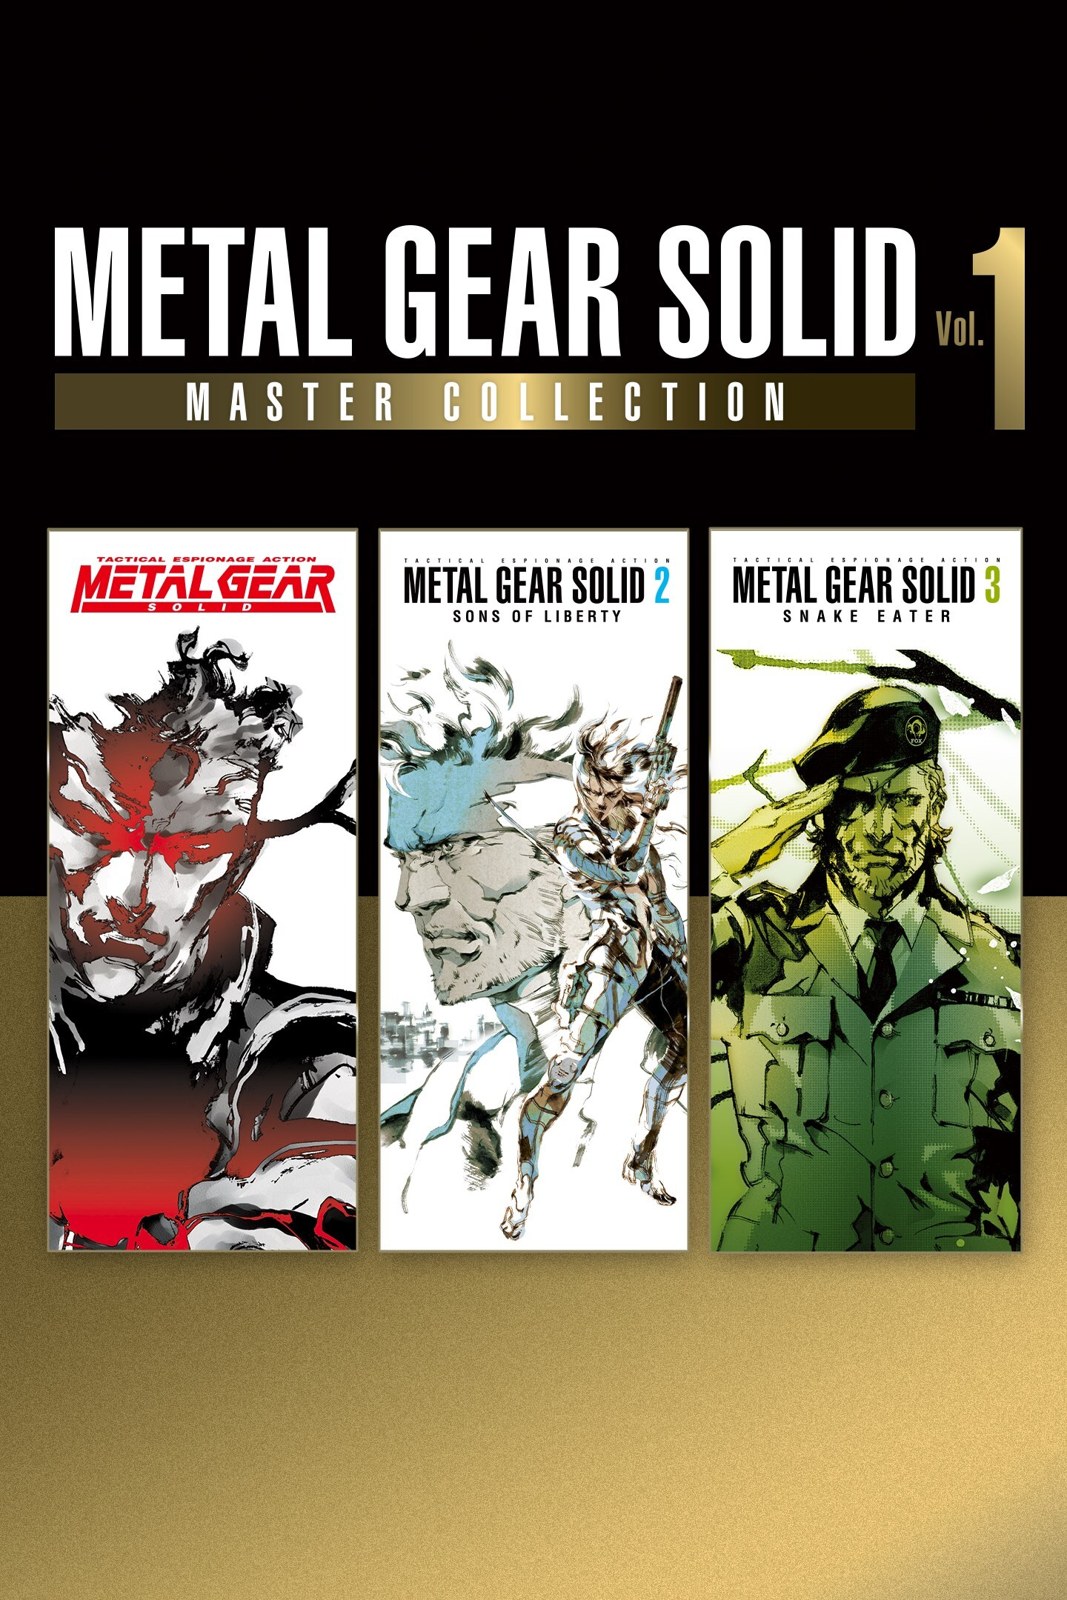 METAL GEAR SOLID Vol. 1
MASTER COLLECTION
TACTICAL ESPIONAGE ACTION
METAL GEAR
SOLID
TACTICAL ESPIONAGE ACTION
METAL GEAR SOLID 2
SONS OF LIBERTY
TACTICAL ESPIONAGE ACTION
METAL GEAR SOLID 3
SNAKE EATER
FOX